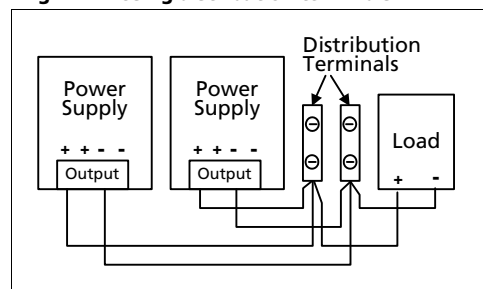 Distribution
Terminals
Power
Supply
+ + - -
Output
Power
Supply
+ + - -
Output
Load
+ -